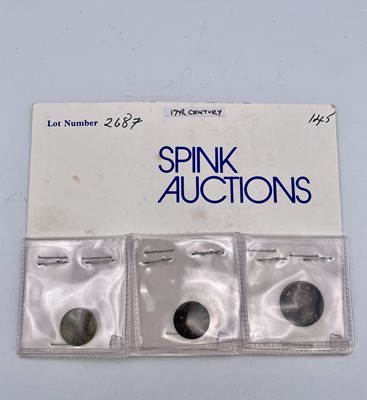 17th CENTURY
Lot Number 2687
145
SPINK
AUCTIONS